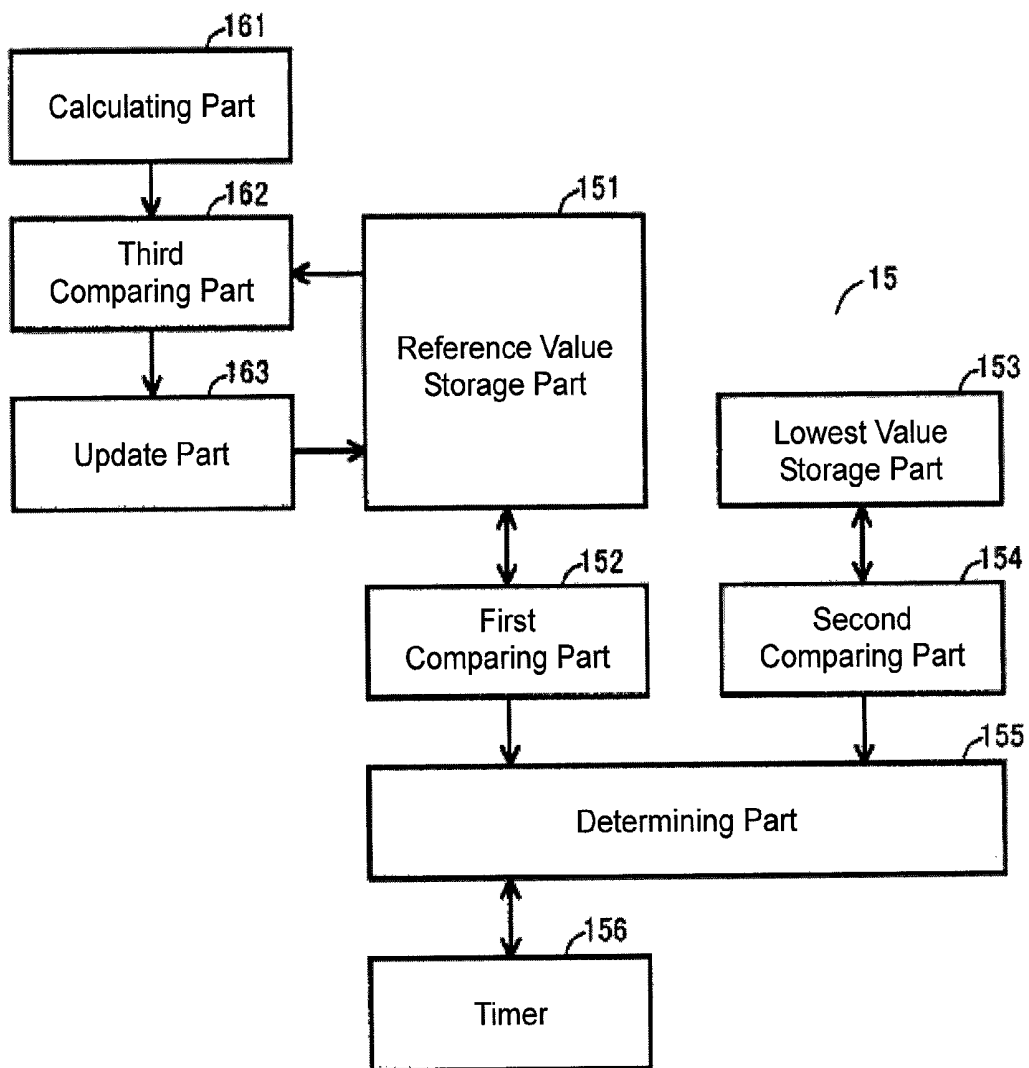 161
Calculating Part
162
Third
Comparing Part
163
Update Part
151
Reference Value
Storage Part
15
153
Lowest Value
Storage Part
152
First
Comparing Part
154
Second
Comparing Part
155
Determining Part
156
Timer